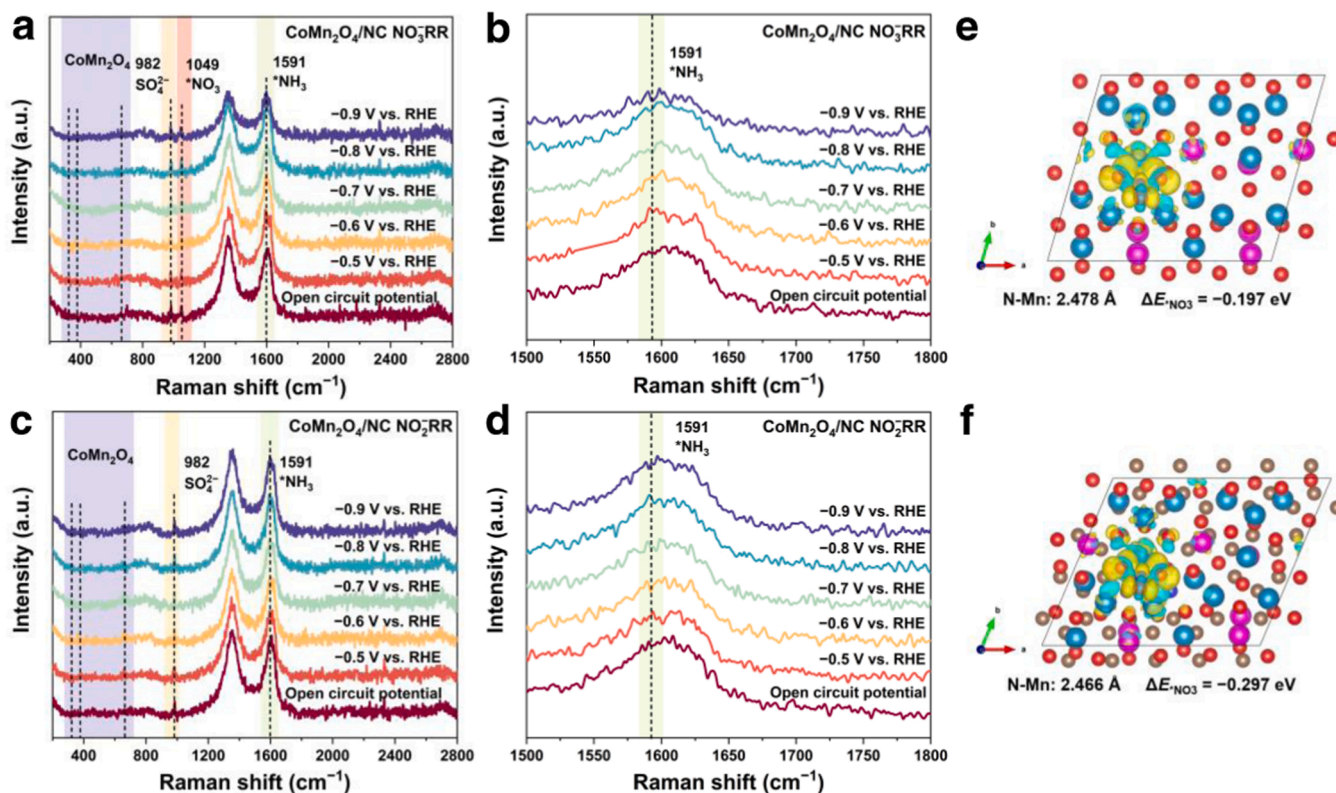 a
CoMn₂O₄/NC NO₃⁻RR
CoMn₂O₄
982
SO₄²⁻
1049
*NO₃
1591
*NH₃
−0.9 V vs. RHE
−0.8 V vs. RHE
−0.7 V vs. RHE
−0.6 V vs. RHE
−0.5 V vs. RHE
Open circuit potential
Intensity (a.u.)
400 800 1200 1600 2000 2400 2800
Raman shift (cm⁻¹)
b
CoMn₂O₄/NC NO₃⁻RR
1591
*NH₃
−0.9 V vs. RHE
−0.8 V vs. RHE
−0.7 V vs. RHE
−0.6 V vs. RHE
−0.5 V vs. RHE
Open circuit potential
Intensity (a.u.)
1500 1550 1600 1650 1700 1750 1800
Raman shift (cm⁻¹)
e
b
a
N-Mn: 2.478 Å ΔE*NO3 = −0.197 eV
c
CoMn₂O₄/NC NO₂⁻RR
CoMn₂O₄
982
SO₄²⁻
1591
*NH₃
−0.9 V vs. RHE
−0.8 V vs. RHE
−0.7 V vs. RHE
−0.6 V vs. RHE
−0.5 V vs. RHE
Open circuit potential
Intensity (a.u.)
400 800 1200 1600 2000 2400 2800
Raman shift (cm⁻¹)
d
CoMn₂O₄/NC NO₂⁻RR
1591
*NH₃
−0.9 V vs. RHE
−0.8 V vs. RHE
−0.7 V vs. RHE
−0.6 V vs. RHE
−0.5 V vs. RHE
Open circuit potential
Intensity (a.u.)
1500 1550 1600 1650 1700 1750 1800
Raman shift (cm⁻¹)
f
b
a
N-Mn: 2.466 Å ΔE*NO3 = −0.297 eV